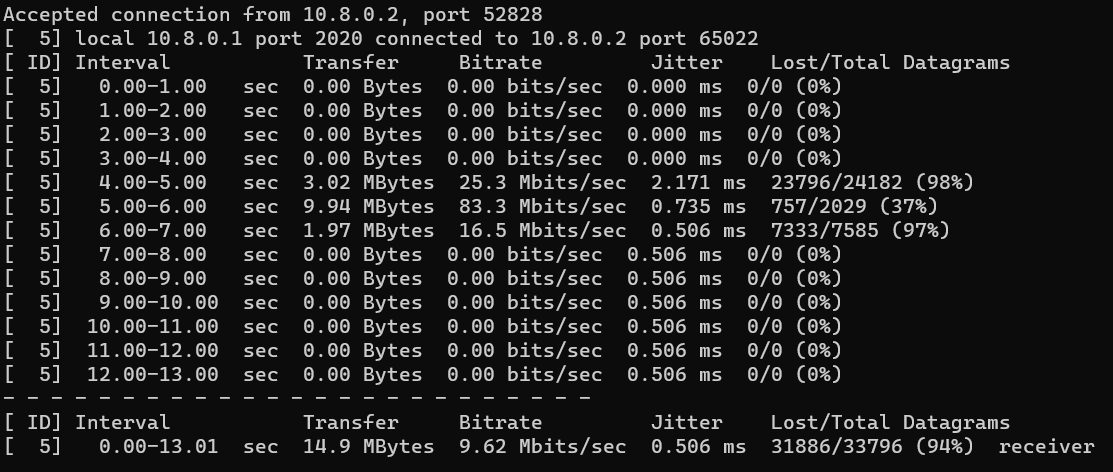 Accepted connection from 10.8.0.2, port 52828
[  5] local 10.8.0.1 port 2020 connected to 10.8.0.2 port 65022
[ ID] Interval           Transfer     Bitrate         Jitter    Lost/Total Datagrams
[  5]   0.00-1.00   sec  0.00 Bytes  0.00 bits/sec  0.000 ms  0/0 (0%)
[  5]   1.00-2.00   sec  0.00 Bytes  0.00 bits/sec  0.000 ms  0/0 (0%)
[  5]   2.00-3.00   sec  0.00 Bytes  0.00 bits/sec  0.000 ms  0/0 (0%)
[  5]   3.00-4.00   sec  0.00 Bytes  0.00 bits/sec  0.000 ms  0/0 (0%)
[  5]   4.00-5.00   sec  3.02 MBytes  25.3 Mbits/sec  2.171 ms  23796/24182 (98%)
[  5]   5.00-6.00   sec  9.94 MBytes  83.3 Mbits/sec  0.735 ms  757/2029 (37%)
[  5]   6.00-7.00   sec  1.97 MBytes  16.5 Mbits/sec  0.506 ms  7333/7585 (97%)
[  5]   7.00-8.00   sec  0.00 Bytes  0.00 bits/sec  0.506 ms  0/0 (0%)
[  5]   8.00-9.00   sec  0.00 Bytes  0.00 bits/sec  0.506 ms  0/0 (0%)
[  5]   9.00-10.00  sec  0.00 Bytes  0.00 bits/sec  0.506 ms  0/0 (0%)
[  5]  10.00-11.00  sec  0.00 Bytes  0.00 bits/sec  0.506 ms  0/0 (0%)
[  5]  11.00-12.00  sec  0.00 Bytes  0.00 bits/sec  0.506 ms  0/0 (0%)
[  5]  12.00-13.00  sec  0.00 Bytes  0.00 bits/sec  0.506 ms  0/0 (0%)
- - - - - - - - - - - - - - - - - - - - - - - - -
[ ID] Interval           Transfer     Bitrate         Jitter    Lost/Total Datagrams
[  5]   0.00-13.01  sec  14.9 MBytes  9.62 Mbits/sec  0.506 ms  31886/33796 (94%)  receiver